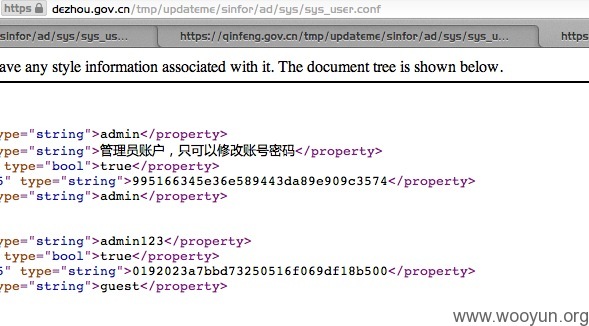 https dezhou.gov.cn/tmp/updateme/sinfor/ad/sys/sys_user.conf
sinfor/ad/sys/sys_us... https://qinfeng.gov.cn/tmp/updateme/sinfor/ad/sys/sys_u... https
ave any style information associated with it. The document tree is shown below.
ype="string">admin</property>
ype="string">管理员账户，只可以修改账号密码</property>
type="bool">true</property>
5" type="string">995166345e36e589443da89e909c3574</property>
ype="string">admin</property>
ype="string">admin123</property>
type="bool">true</property>
5" type="string">0192023a7bbd73250516f069df18b500</property>
ype="string">guest</property>
www.wooyun.org